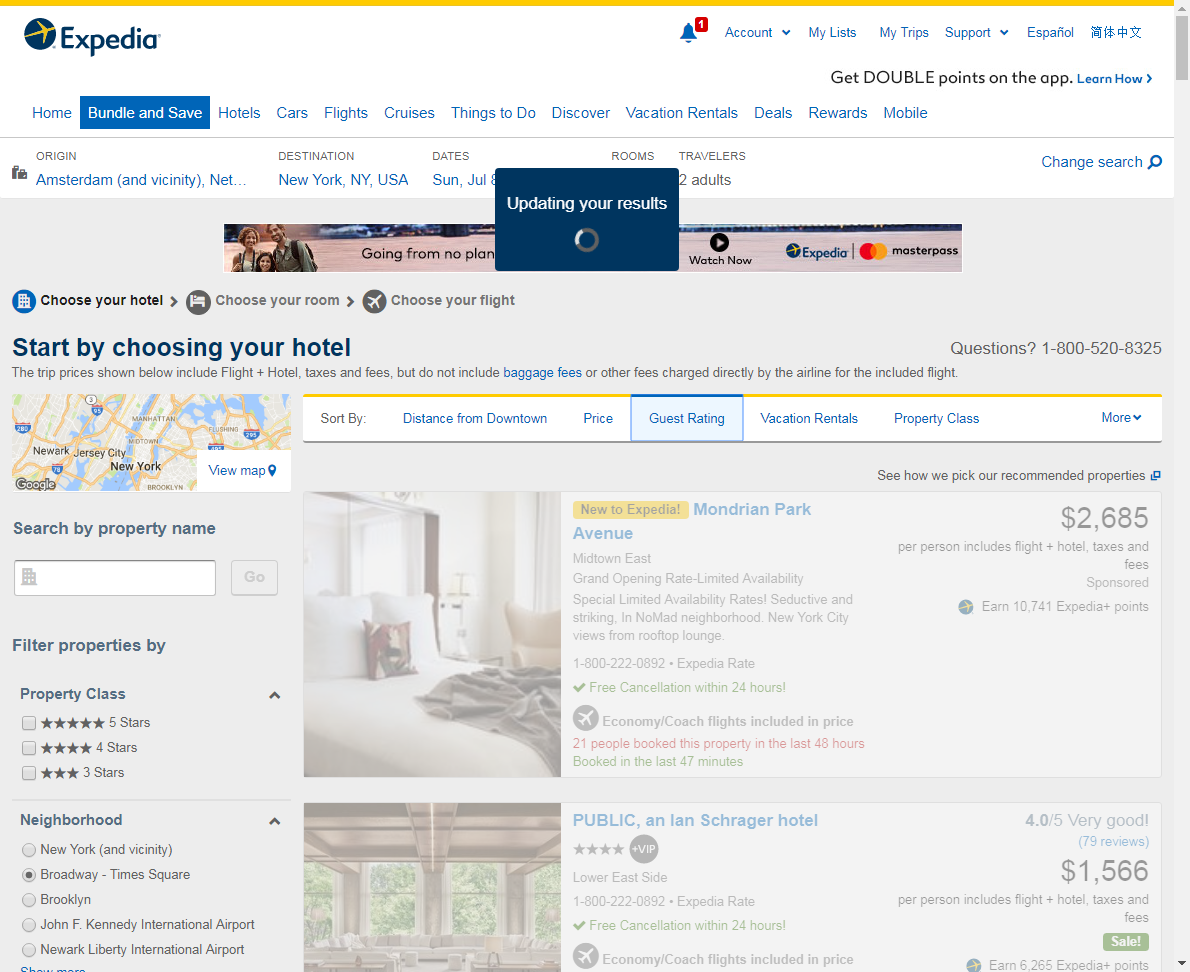 Expedia
1
Account
My Lists
My Trips
Support
Español
简体中文
Get DOUBLE points on the app. Learn How
Home
Bundle and Save
Hotels
Cars
Flights
Cruises
Things to Do
Discover
Vacation Rentals
Deals
Rewards
Mobile
ORIGIN
DESTINATION
DATES
ROOMS
TRAVELERS
Amsterdam (and vicinity), Net...
New York, NY, USA
Sun, Jul
2 adults
Change search
Updating your results
Going from no plan
Watch Now
Expedia
masterpass
Choose your hotel
Choose your room
Choose your flight
Start by choosing your hotel
Questions? 1-800-520-8325
The trip prices shown below include Flight + Hotel, taxes and fees, but do not include baggage fees or other fees charged directly by the airline for the included flight.
MANHATTAN
MIDTOWN
FLUSHING
Newark
Jersey City
New York
BROOKLYN
3
95
280
295
495
78
Google
View map
Sort By:
Distance from Downtown
Price
Guest Rating
Vacation Rentals
Property Class
More
See how we pick our recommended properties
Search by property name
Go
Filter properties by
Property Class
5 Stars
4 Stars
3 Stars
Neighborhood
New York (and vicinity)
Broadway - Times Square
Brooklyn
John F. Kennedy International Airport
Newark Liberty International Airport
Show more
New to Expedia! Mondrian Park
Avenue
Midtown East
Grand Opening Rate-Limited Availability
Special Limited Availability Rates! Seductive and
striking, In NoMad neighborhood. New York City
views from rooftop lounge.
1-800-222-0892 • Expedia Rate
Free Cancellation within 24 hours!
Economy/Coach flights included in price
21 people booked this property in the last 48 hours
Booked in the last 47 minutes
$2,685
per person includes flight + hotel, taxes and
fees
Sponsored
Earn 10,741 Expedia+ points
PUBLIC, an Ian Schrager hotel
+VIP
Lower East Side
1-800-222-0892 • Expedia Rate
Free Cancellation within 24 hours!
Economy/Coach flights included in price
4.0/5 Very good!
(79 reviews)
$1,566
per person includes flight + hotel, taxes and
fees
Sale!
Earn 6,265 Expedia+ points